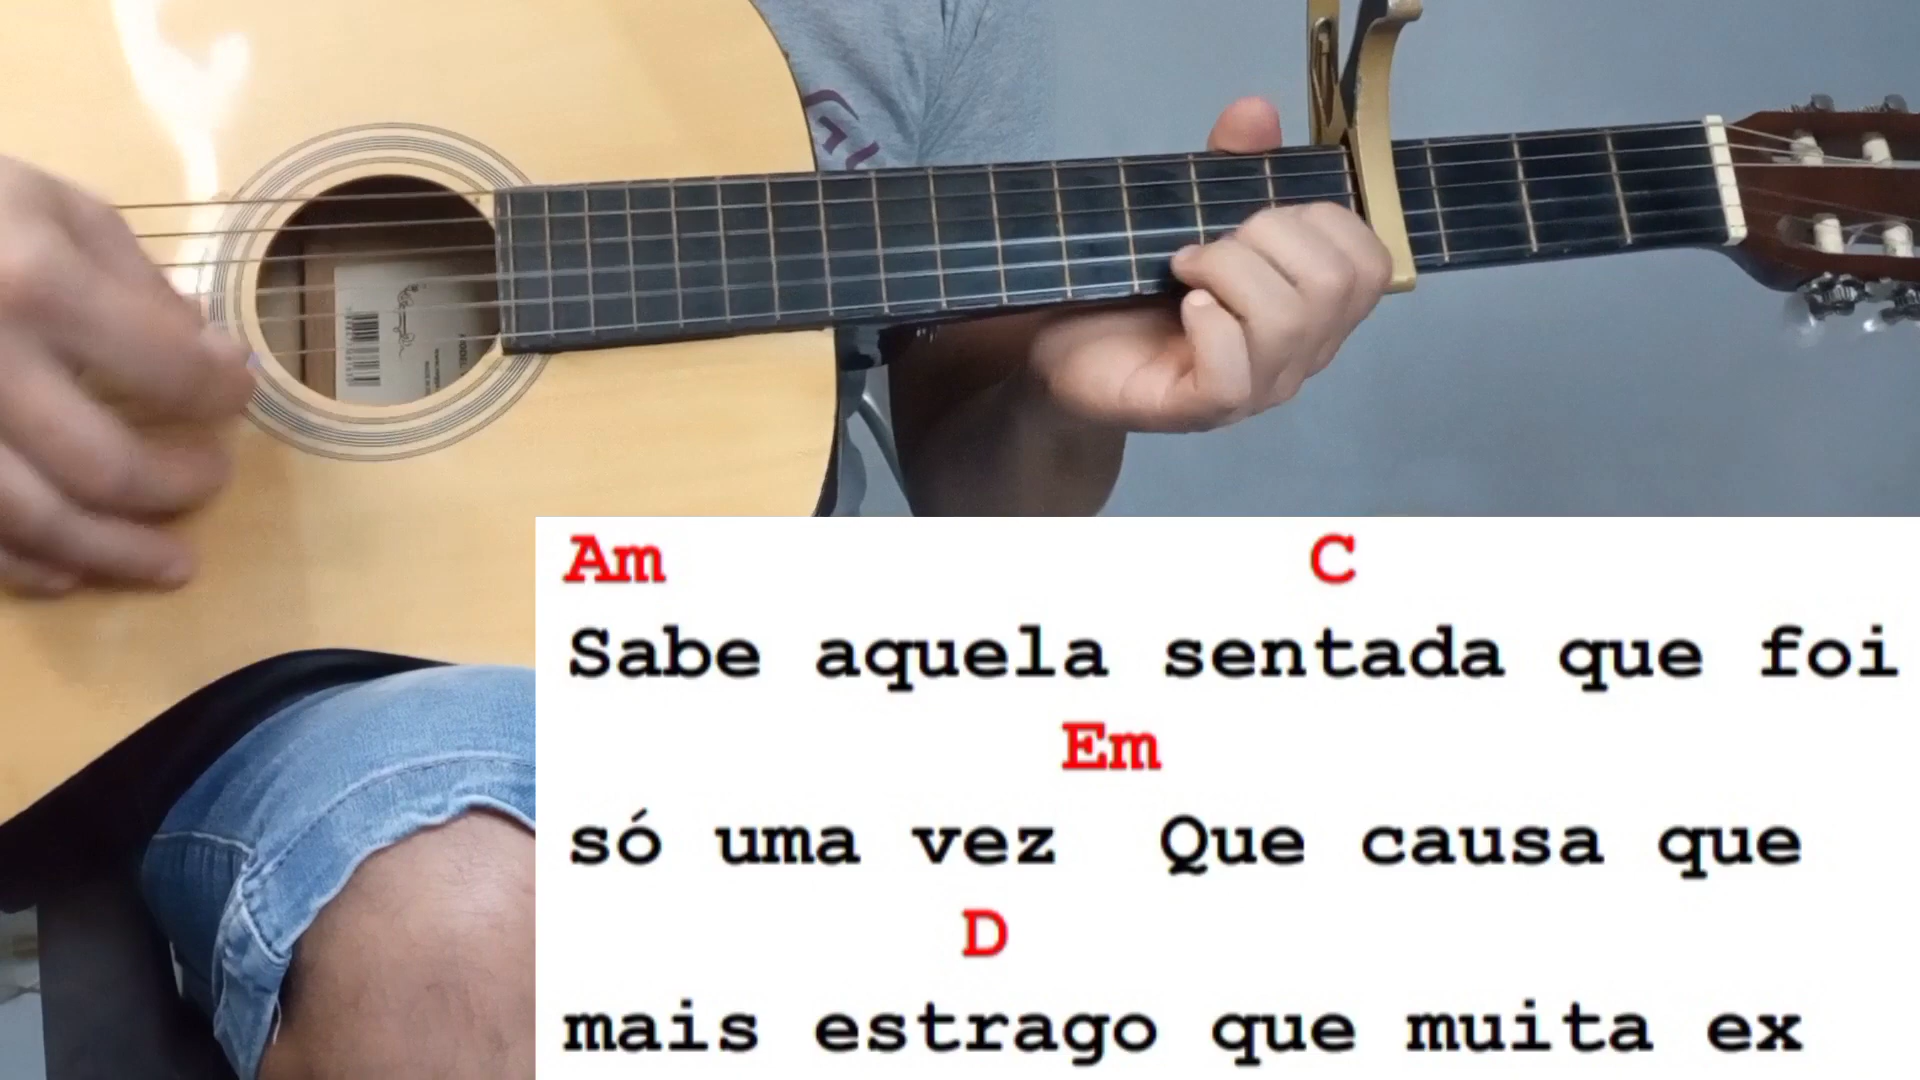 Am C
Sabe aquela sentada que foi
Em
só uma vez Que causa que
D
mais estrago que muita ex